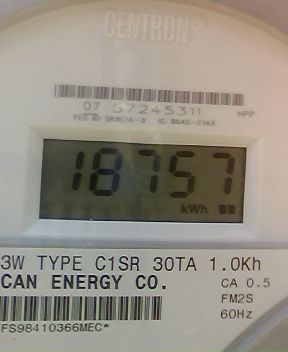 CENTRON®
07 57245311 HPP
18757
kWh
3W TYPE C1SR 30TA 1.0Kh
CAN ENERGY CO. CA 0.5
FM2S
60Hz
FS98410366MEC*